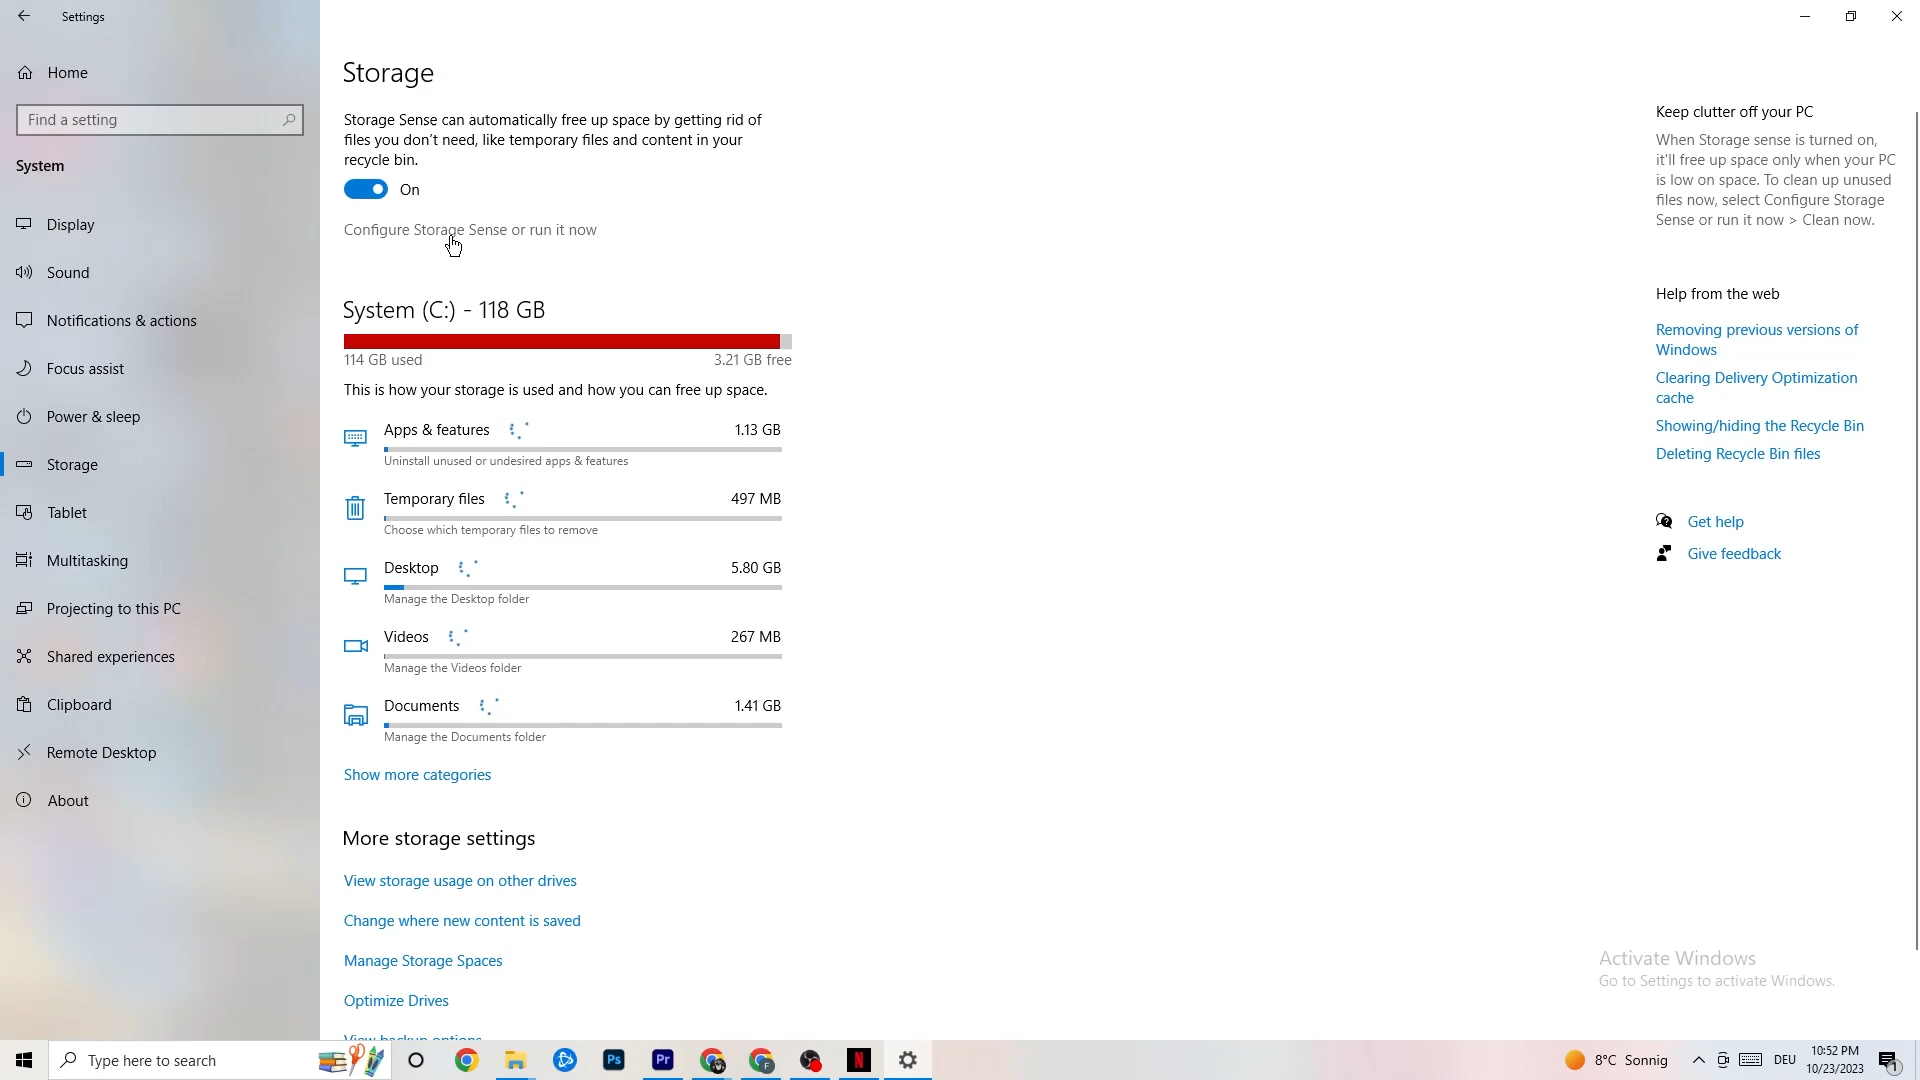 Settings
Home
Find a setting
System
Display
Sound
Notifications & actions
Focus assist
Power & sleep
Storage
Tablet
Multitasking
Projecting to this PC
Shared experiences
Clipboard
Remote Desktop
About
Storage
Storage Sense can automatically free up space by getting rid of
files you don't need, like temporary files and content in your
recycle bin.
On
Configure Storage Sense or run it now
System (C:) - 118 GB
114 GB used 3.21 GB free
This is how your storage is used and how you can free up space.
Apps & features 1.13 GB
Uninstall unused or undesired apps & features
Temporary files 497 MB
Choose which temporary files to remove
Desktop 5.80 GB
Manage the Desktop folder
Videos 267 MB
Manage the Videos folder
Documents 1.41 GB
Manage the Documents folder
Show more categories
More storage settings
View storage usage on other drives
Change where new content is saved
Manage Storage Spaces
Optimize Drives
View backup options
Keep clutter off your PC
When Storage sense is turned on,
it'll free up space only when your PC
is low on space. To clean up unused
files now, select Configure Storage
Sense or run it now > Clean now.
Help from the web
Removing previous versions of
Windows
Clearing Delivery Optimization
cache
Showing/hiding the Recycle Bin
Deleting Recycle Bin files
Get help
Give feedback
Activate Windows
Go to Settings to activate Windows.
Type here to search
Ps
Pr
F
N
8°C Sonnig
DEU
10:52 PM
10/23/2023
1